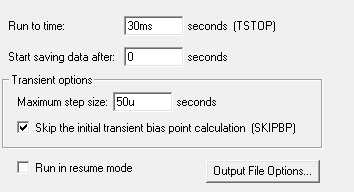 Run to time: 30ms seconds (TSTOP)
Start saving data after: 0 seconds
Transient options
Maximum step size: 50u seconds
Skip the initial transient bias point calculation (SKIPBP)
Run in resume mode Output File Options...